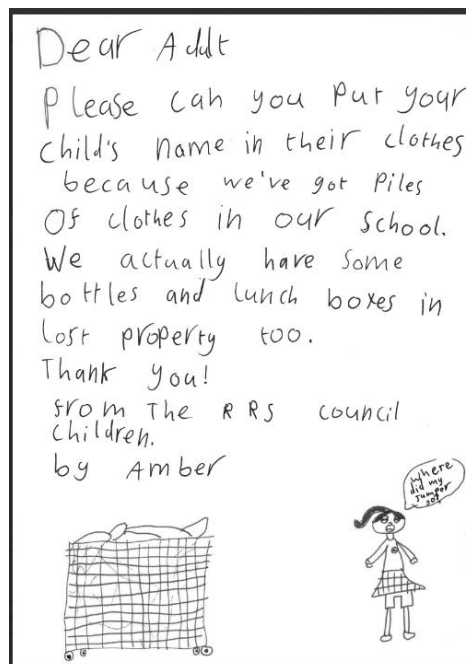 Dear Adult
Please can you Put your
child's name in their clothes
because we've got Piles
Of clothes in our school.
We actually have some
bottles and lunch boxes in
lost property too.
Thank you!
from The RRS council
children.
by Amber
where
did my
jumper
go?